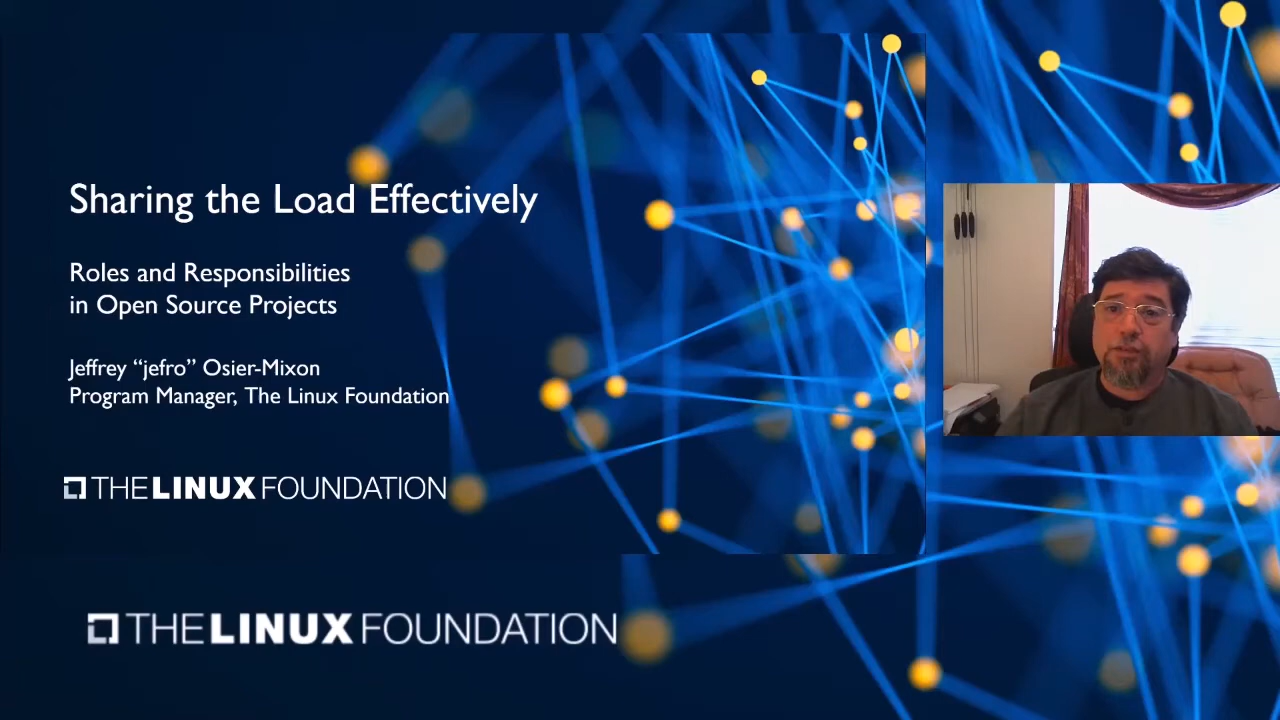 Sharing the Load Effectively
Roles and Responsibilities
in Open Source Projects
Jeffrey “jefro” Osier-Mixon
Program Manager, The Linux Foundation
THE LINUX FOUNDATION
THE LINUX FOUNDATION